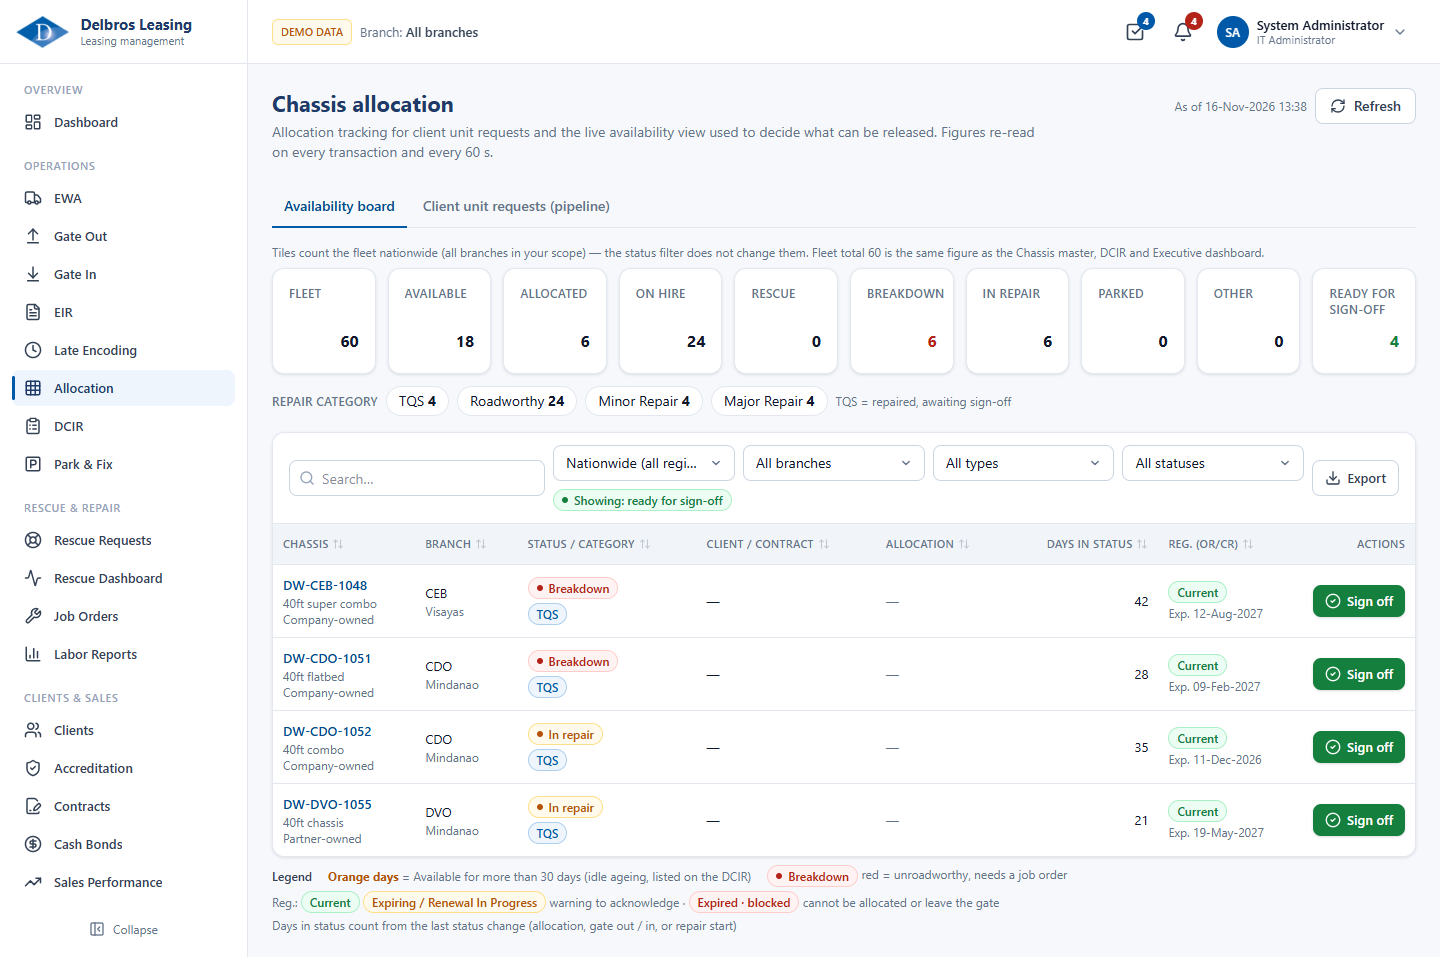 Delbros Leasing
Leasing management
DEMO DATA
Branch: All branches
4
4
SA
System Administrator
IT Administrator
OVERVIEW
Dashboard
OPERATIONS
EWA
Gate Out
Gate In
EIR
Late Encoding
Allocation
DCIR
Park & Fix
RESCUE & REPAIR
Rescue Requests
Rescue Dashboard
Job Orders
Labor Reports
CLIENTS & SALES
Clients
Accreditation
Contracts
Cash Bonds
Sales Performance
Collapse
Chassis allocation
Allocation tracking for client unit requests and the live availability view used to decide what can be released. Figures re-read
on every transaction and every 60 s.
As of 16-Nov-2026 13:38
Refresh
Availability board
Client unit requests (pipeline)
Tiles count the fleet nationwide (all branches in your scope) — the status filter does not change them. Fleet total 60 is the same figure as the Chassis master, DCIR and Executive dashboard.
FLEET
60
AVAILABLE
18
ALLOCATED
6
ON HIRE
24
RESCUE
0
BREAKDOWN
6
IN REPAIR
6
PARKED
0
OTHER
0
READY FOR
SIGN-OFF
4
REPAIR CATEGORY
TQS 4
Roadworthy 24
Minor Repair 4
Major Repair 4
TQS = repaired, awaiting sign-off
Search...
Nationwide (all regi...
All branches
All types
All statuses
Export
Showing: ready for sign-off
CHASSIS
BRANCH
STATUS / CATEGORY
CLIENT / CONTRACT
ALLOCATION
DAYS IN STATUS
REG. (OR/CR)
ACTIONS
DW-CEB-1048
40ft super combo
Company-owned
CEB
Visayas
Breakdown
TQS
—
—
42
Current
Exp. 12-Aug-2027
Sign off
DW-CDO-1051
40ft flatbed
Company-owned
CDO
Mindanao
Breakdown
TQS
—
—
28
Current
Exp. 09-Feb-2027
Sign off
DW-CDO-1052
40ft combo
Company-owned
CDO
Mindanao
In repair
TQS
—
—
35
Current
Exp. 11-Dec-2026
Sign off
DW-DVO-1055
40ft chassis
Partner-owned
DVO
Mindanao
In repair
TQS
—
—
21
Current
Exp. 19-May-2027
Sign off
Legend Orange days = Available for more than 30 days (idle ageing, listed on the DCIR) Breakdown red = unroadworthy, needs a job order
Reg.: Current Expiring / Renewal In Progress warning to acknowledge · Expired · blocked cannot be allocated or leave the gate
Days in status count from the last status change (allocation, gate out / in, or repair start)